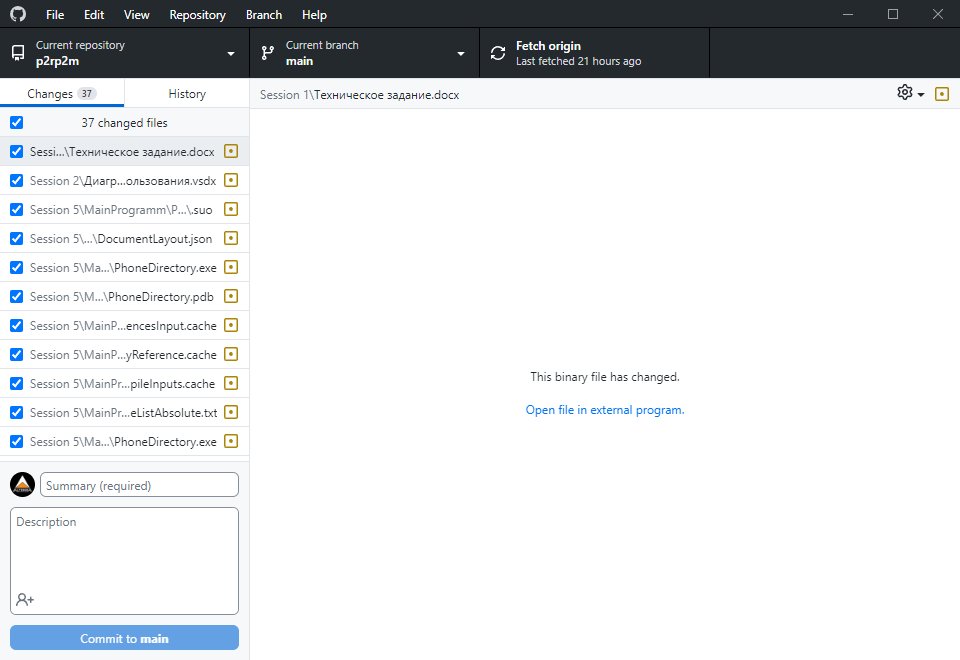 File Edit View Repository Branch Help
Current repository
p2rp2m
Current branch
main
Fetch origin
Last fetched 21 hours ago
Changes 37
History
Session 1\Техническое задание.docx
37 changed files
Sessi...\Техническое задание.docx
Session 2\Диагр...ользования.vsdx
Session 5\MainProgramm\P...\.suo
Session 5\...\DocumentLayout.json
Session 5\Ma...\PhoneDirectory.exe
Session 5\M...\PhoneDirectory.pdb
Session 5\MainP...encesInput.cache
Session 5\MainP...yReference.cache
Session 5\MainPr...pileInputs.cache
Session 5\MainPr...eListAbsolute.txt
Session 5\Ma...\PhoneDirectory.exe
This binary file has changed.
Open file in external program.
Summary (required)
Description
Commit to main